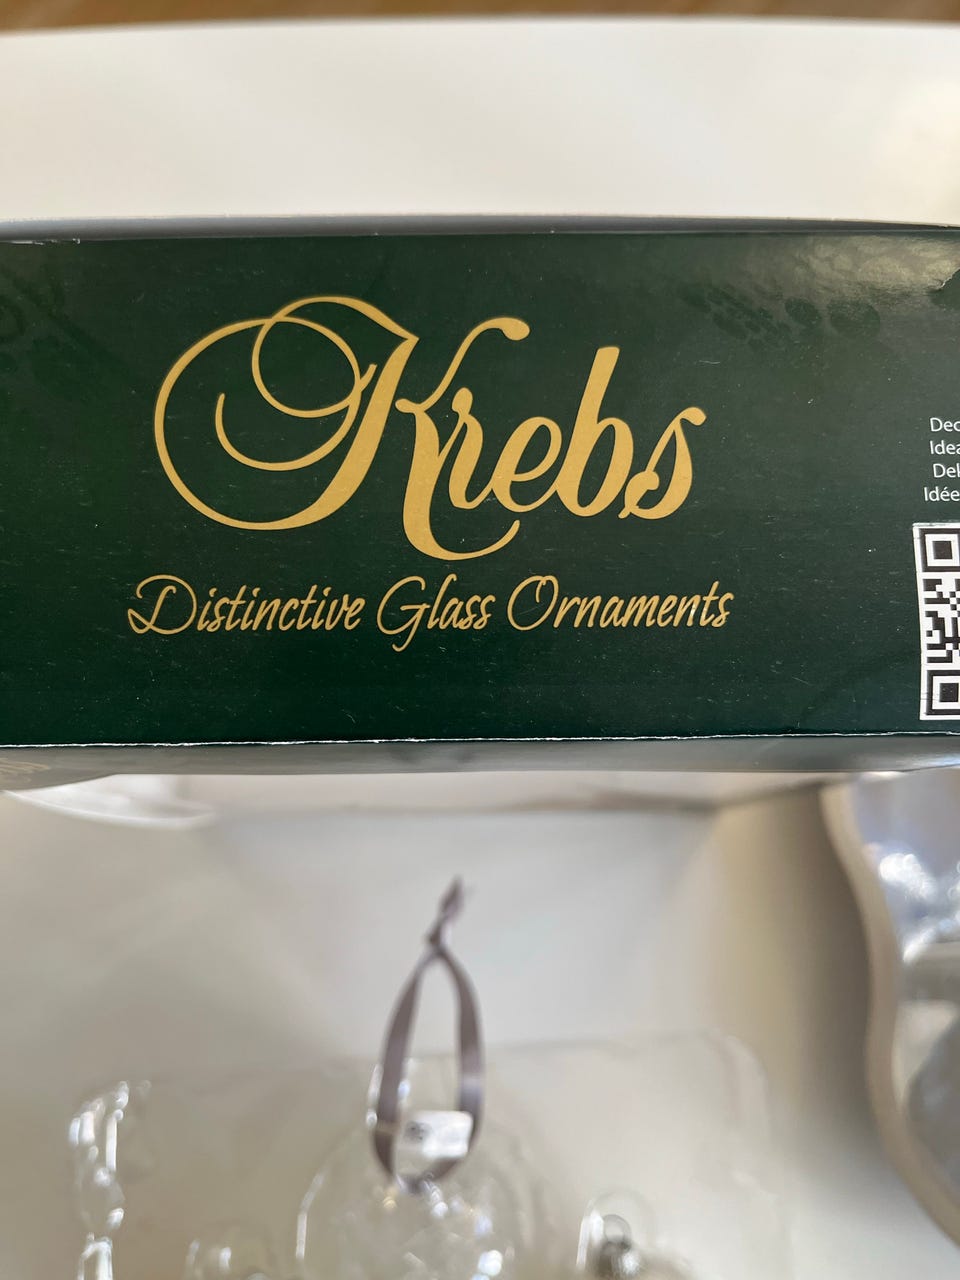 Krebs
Distinctive Glass Ornaments